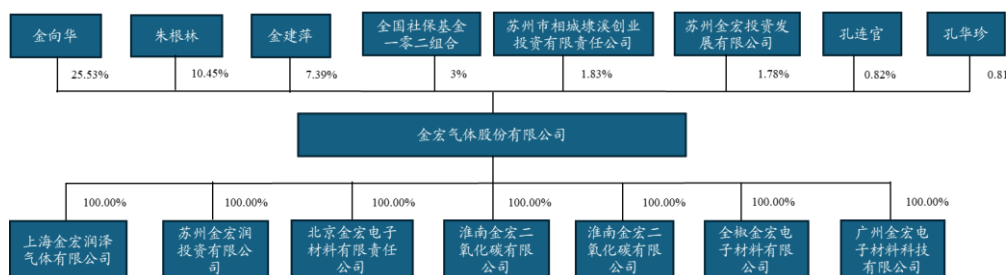 金向华
朱根林
金建萍
全国社保基金
一零二组合
苏州市相城埭溪创业
投资有限责任公司
苏州金宏投资发
展有限公司
孔连官
孔华珍
25.53%
10.45%
7.39%
3%
1.83%
1.78%
0.82%
0.81
金宏气体股份有限公司
100.00%
100.00%
100.00%
100.00%
100.00%
100.00%
100.00%
上海金宏润泽
气体有限公司
苏州金宏润
投资有限公
司
北京金宏电子
材料有限责任
公司
淮南金宏二
氧化碳有限
公司
淮南金宏二
氧化碳有限
公司
全椒金宏电
子材料有限
公司
广州金宏电
子材料科技
有限公司